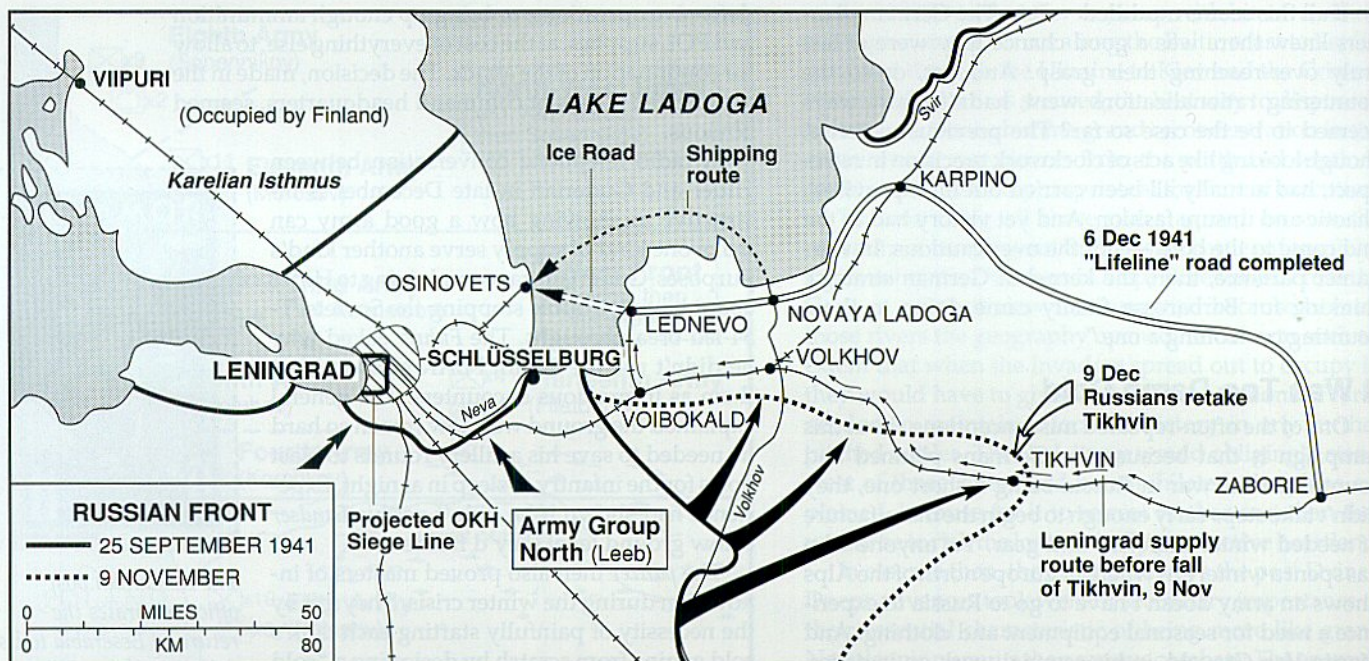 VIIPURI
(Occupied by Finland)
Karelian Isthmus
LAKE LADOGA
Ice Road
Shipping
route
Svir
KARPINO
6 Dec 1941
"Lifeline" road completed
OSINOVETS
LEDNEVO
NOVAYA LADOGA
SCHLÜSSELBURG
VOLKHOV
LENINGRAD
Neva
VOIBOKALD
9 Dec
Russians retake
Tikhvin
TIKHVIN
ZABORIE
Volkhov
Projected OKH
Siege Line
Army Group
North (Leeb)
Leningrad supply
route before fall
of Tikhvin, 9 Nov
RUSSIAN FRONT
25 SEPTEMBER 1941
9 NOVEMBER
0 MILES 50
0 KM 80